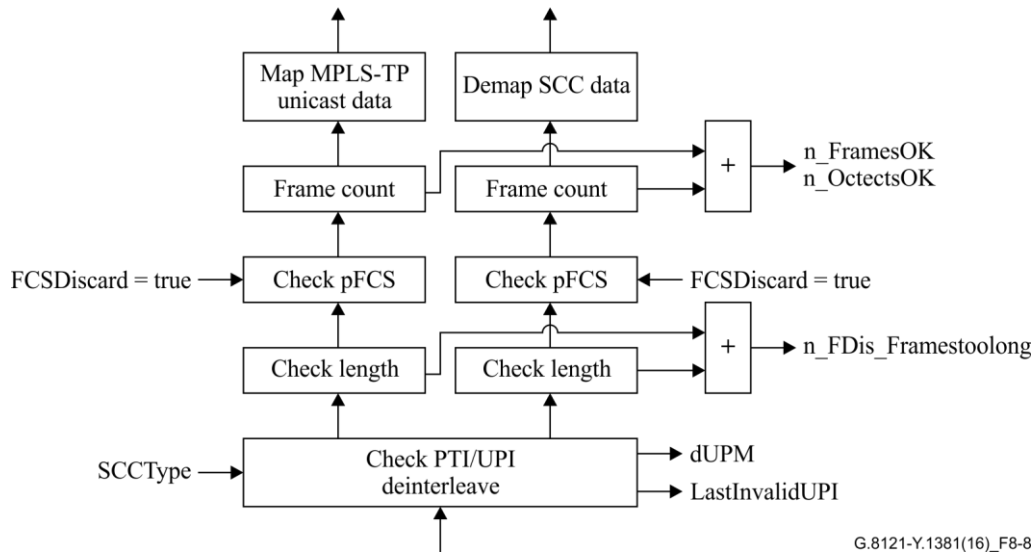 Map MPLS-TP
unicast data
Demap SCC data
n_FramesOK
n_OctectsOK
+
Frame count
Frame count
FCSDiscard = true
Check pFCS
Check pFCS
FCSDiscard = true
+
n_FDis_Framestoolong
Check length
Check length
SCCType
Check PTI/UPI
deinterleave
dUPM
LastInvalidUPI
G.8121-Y.1381(16)_F8-8